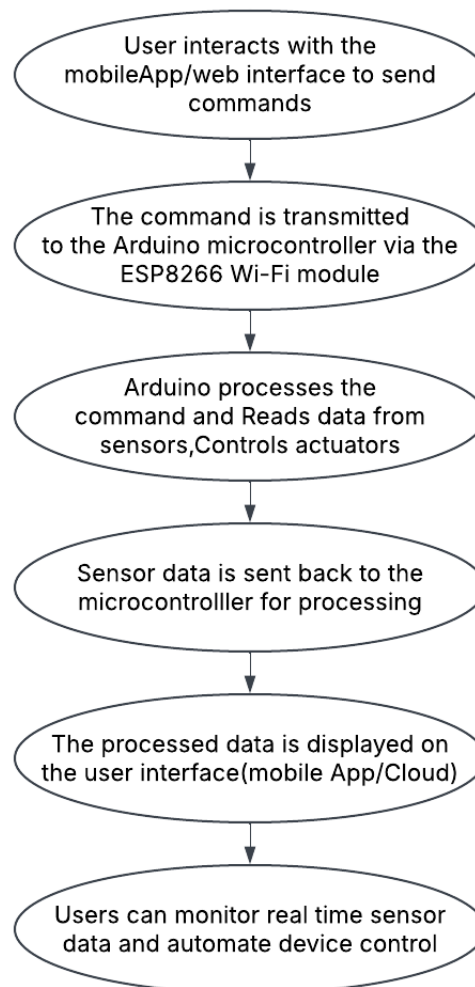 User interacts with the
mobileApp/web interface to send
commands
The command is transmitted
to the Arduino microcontroller via the
ESP8266 Wi-Fi module
Arduino processes the
command and Reads data from
sensors,Controls actuators
Sensor data is sent back to the
microcontrolller for processing
The processed data is displayed on
the user interface(mobile App/Cloud)
Users can monitor real time sensor
data and automate device control